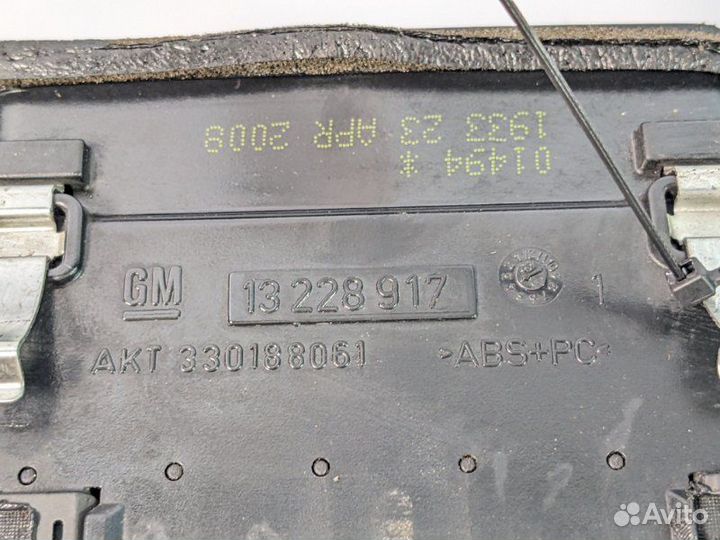 01494 * 1933 23 APR 2008
GM 13 228 917 1
AKT 330188061 >ABS+PC<
Avito